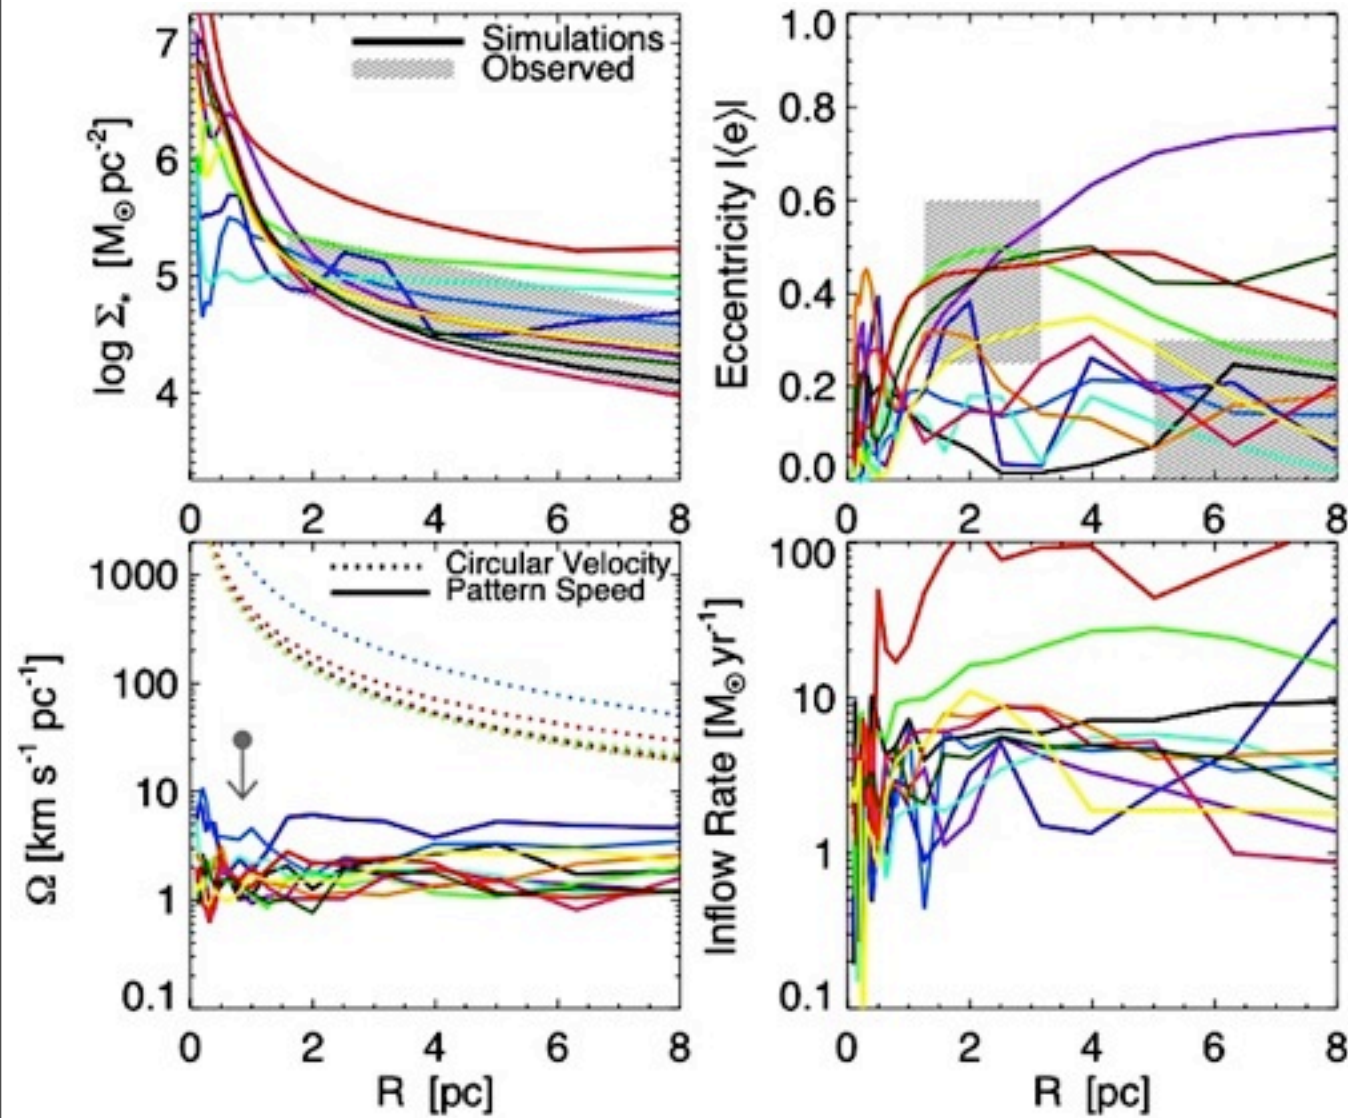 Simulations
Observed
log Σ* [M⊙pc-2]
7
6
5
4
0 2 4 6 8
Eccentricity |⟨e⟩|
1.0
0.8
0.6
0.4
0.2
0.0
0 2 4 6 8
Circular Velocity
Pattern Speed
Ω [km s-1 pc-1]
1000
100
10
1
0.1
0 2 4 6 8
R [pc]
Inflow Rate [M⊙yr-1]
100
10
1
0.1
0 2 4 6 8
R [pc]